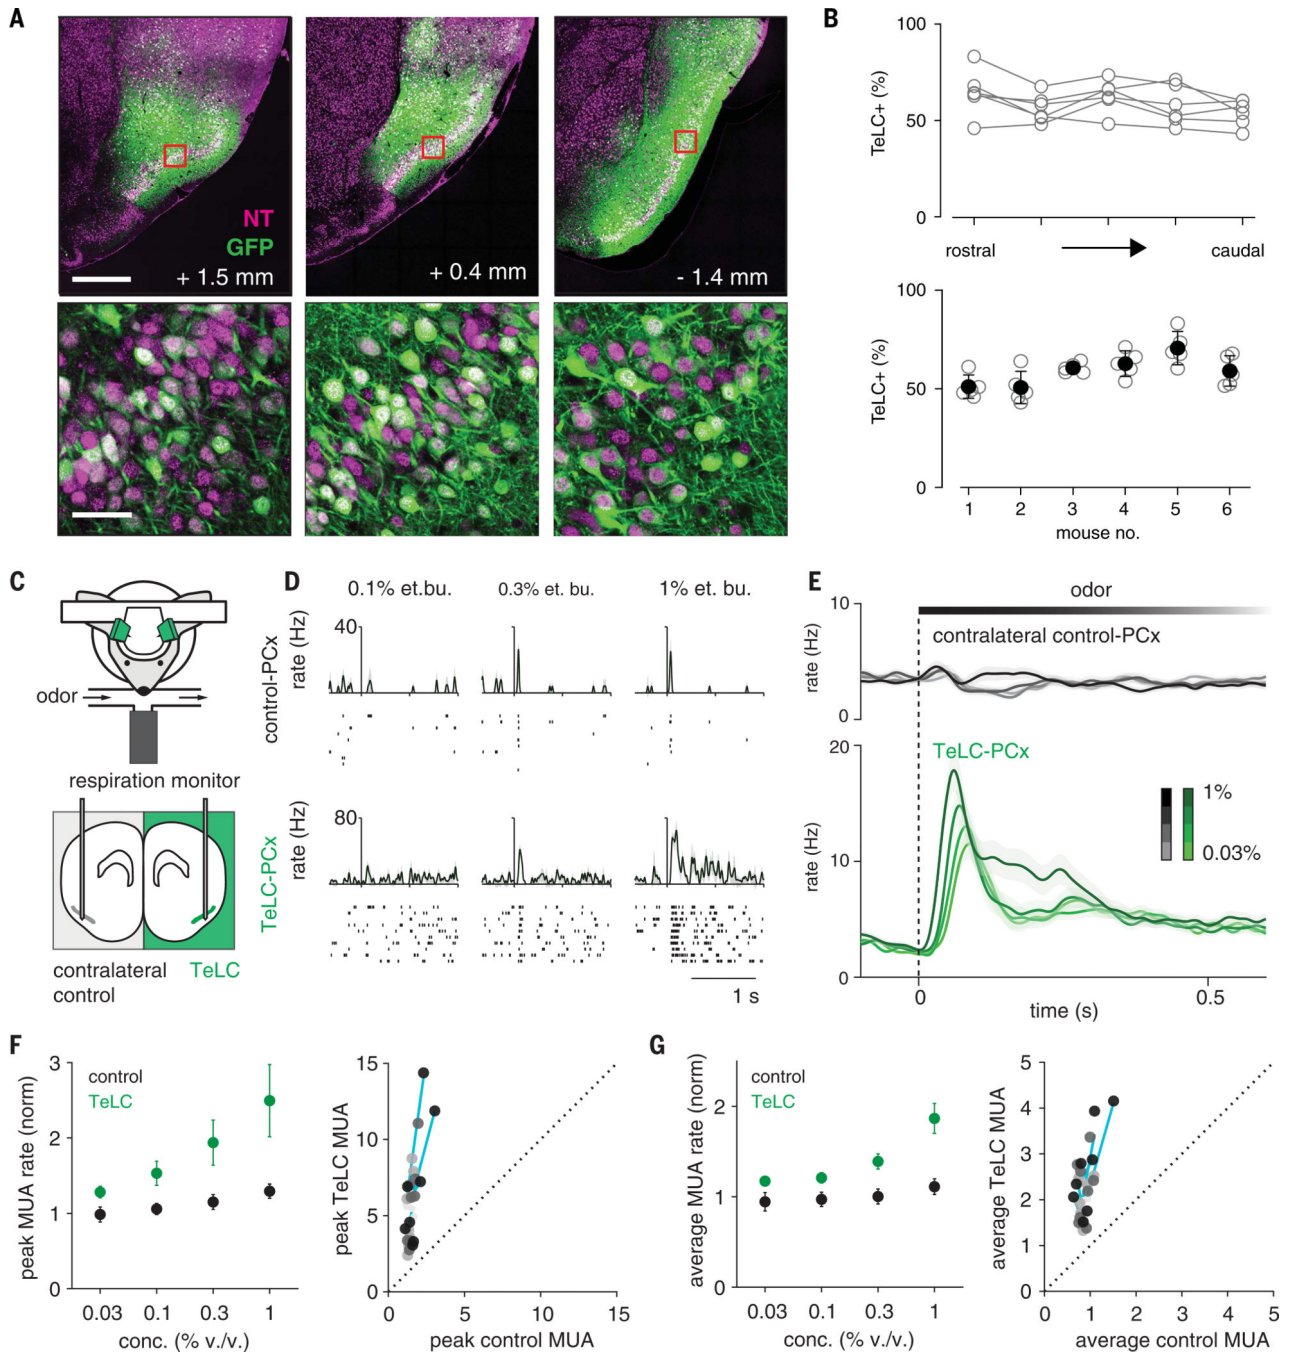 A
NT
GFP
+ 1.5 mm
+ 0.4 mm
- 1.4 mm
B
100
50
0
TeLC+ (%)
rostral
caudal
100
50
0
TeLC+ (%)
1 2 3 4 5 6
mouse no.
C
odor
respiration monitor
contralateral
control
TeLC
D
0.1% et.bu.
0.3% et. bu.
1% et. bu.
control-PCx
rate (Hz)
40
TeLC-PCx
rate (Hz)
80
1 s
E
odor
contralateral control-PCx
rate (Hz)
10
0
TeLC-PCx
rate (Hz)
20
10
0
1%
0.03%
0
0.5
time (s)
F
peak MUA rate (norm)
3
2
1
0
control
TeLC
0.03 0.1 0.3 1
conc. (% v./v.)
peak TeLC MUA
15
10
5
0
0 5 10 15
peak control MUA
G
average MUA rate (norm)
2
1
0
control
TeLC
0.03 0.1 0.3 1
conc. (% v./v.)
average TeLC MUA
5
4
3
2
1
0
0 1 2 3 4 5
average control MUA